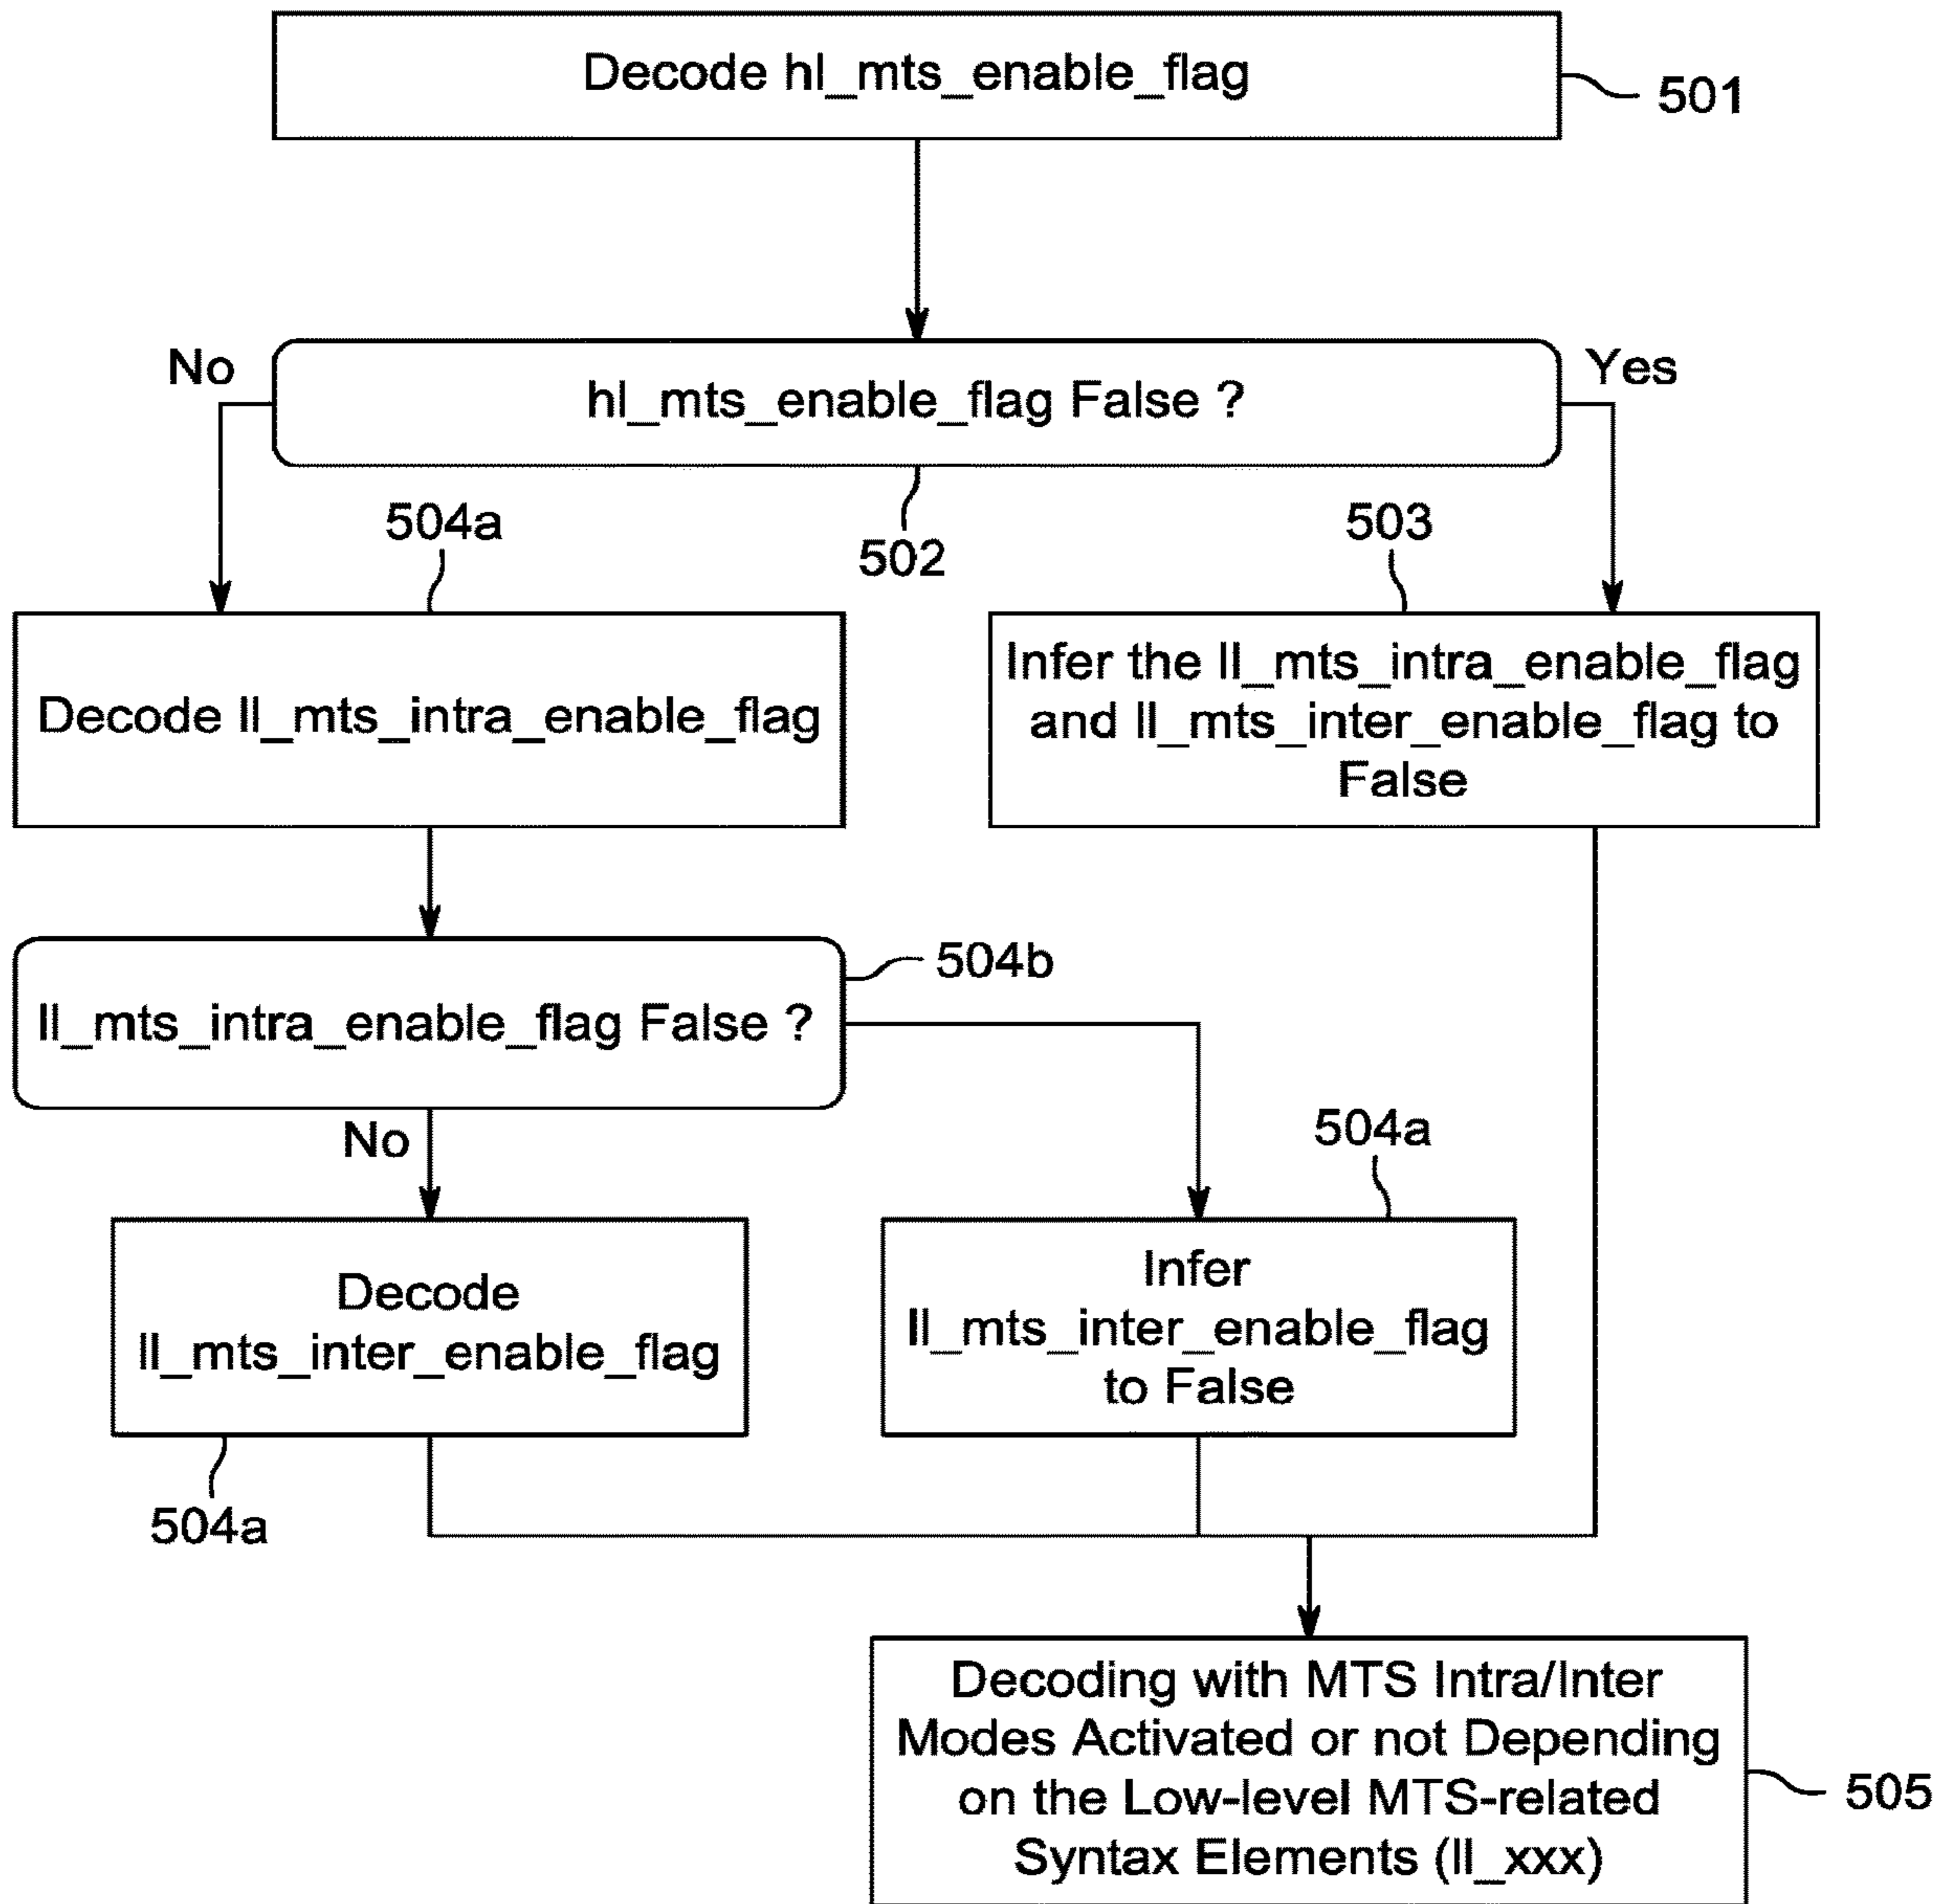 Decode hl_mts_enable_flag
501
No
hl_mts_enable_flag False ?
Yes
502
504a
503
Decode ll_mts_intra_enable_flag
Infer the ll_mts_intra_enable_flag
and ll_mts_inter_enable_flag to
False
ll_mts_intra_enable_flag False ?
504b
No
504a
Decode
ll_mts_inter_enable_flag
504a
Infer
ll_mts_inter_enable_flag
to False
Decoding with MTS Intra/Inter
Modes Activated or not Depending
on the Low-level MTS-related
Syntax Elements (ll_xxx)
505